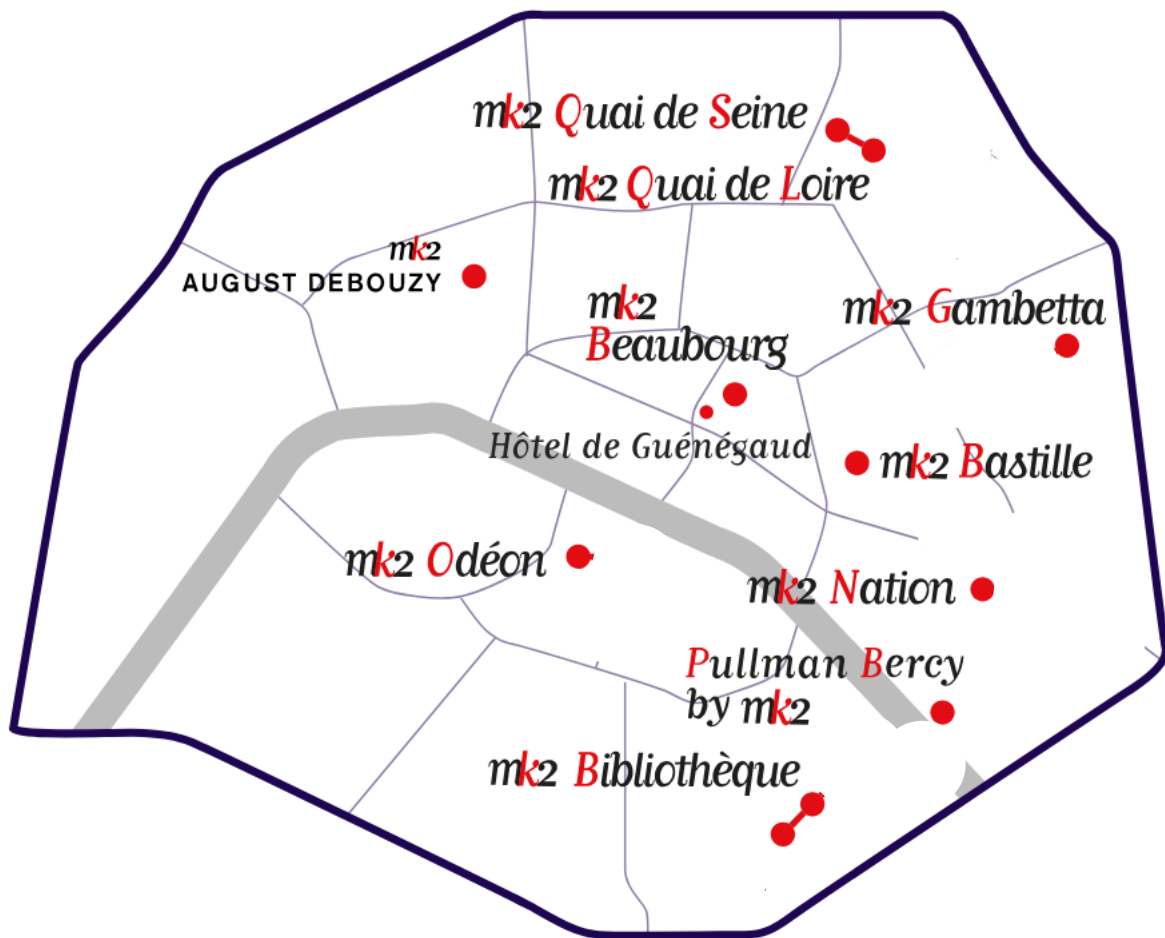 mk2 Quai de Seine
mk2 Quai de Loire
mk2
AUGUST DEBOUZY
mk2
Beaubourg
mk2 Gambetta
Hôtel de Guénégaud
mk2 Bastille
mk2 Odéon
mk2 Nation
Pullman Bercy
by mk2
mk2 Bibliothèque